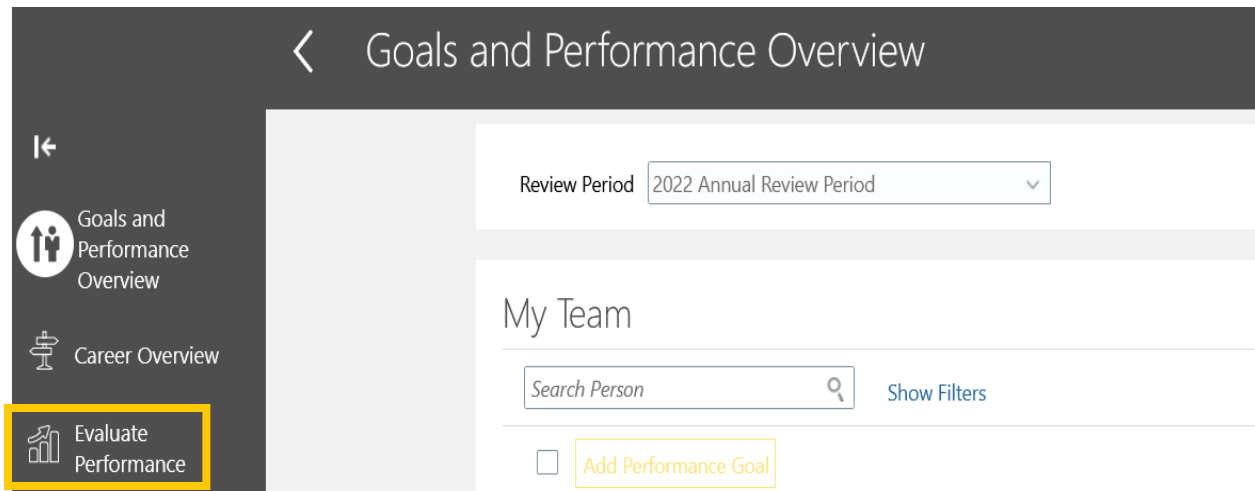 Goals and Performance Overview
Goals and
Performance
Overview
Career Overview
Evaluate
Performance
Review Period 2022 Annual Review Period
My Team
Search Person Show Filters
Add Performance Goal